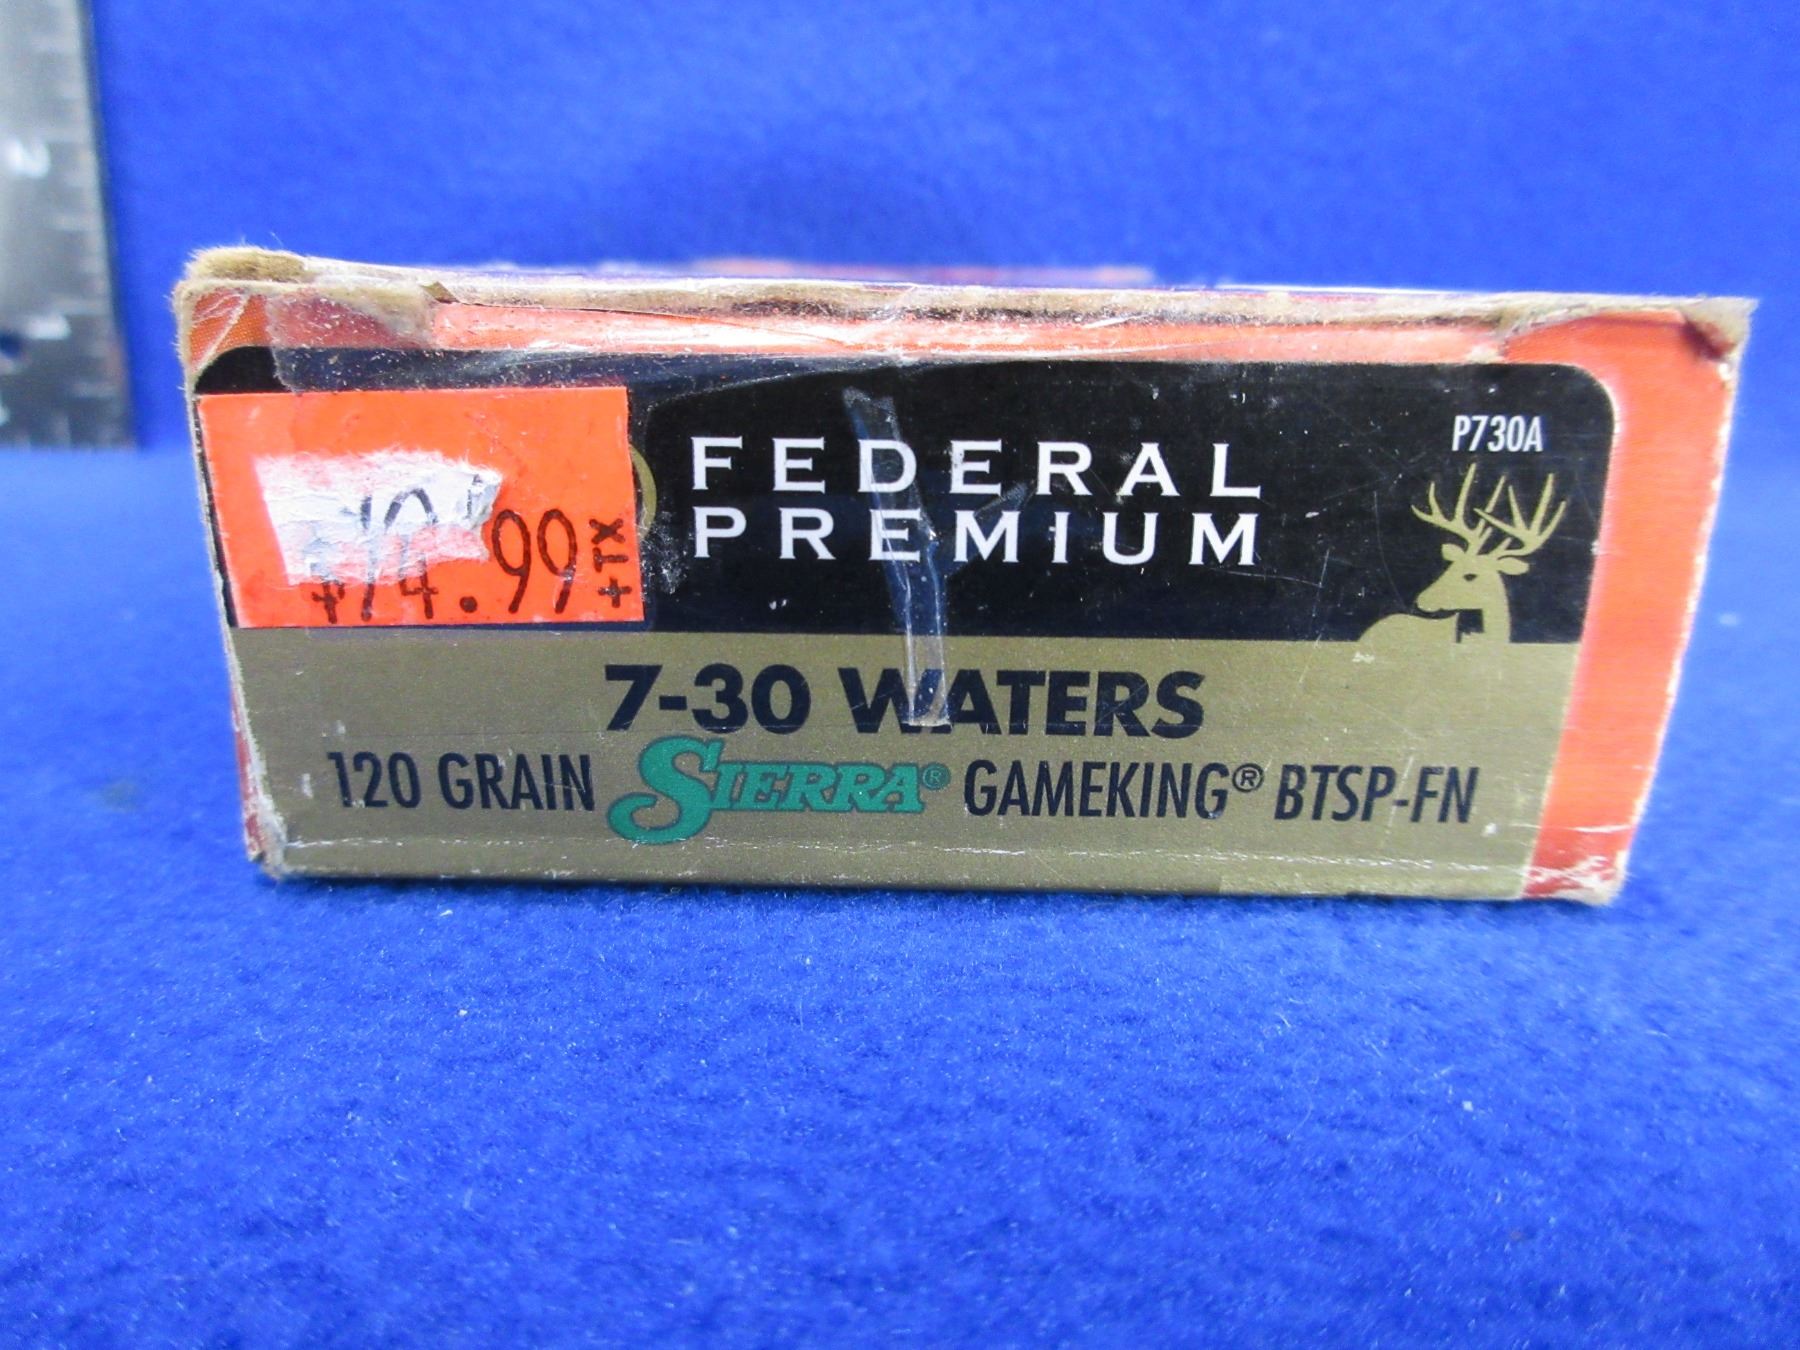 P730A
FEDERAL
PREMIUM
$14.99 +TX
7-30 WATERS
120 GRAIN SIERRA® GAMEKING® BTSP-FN